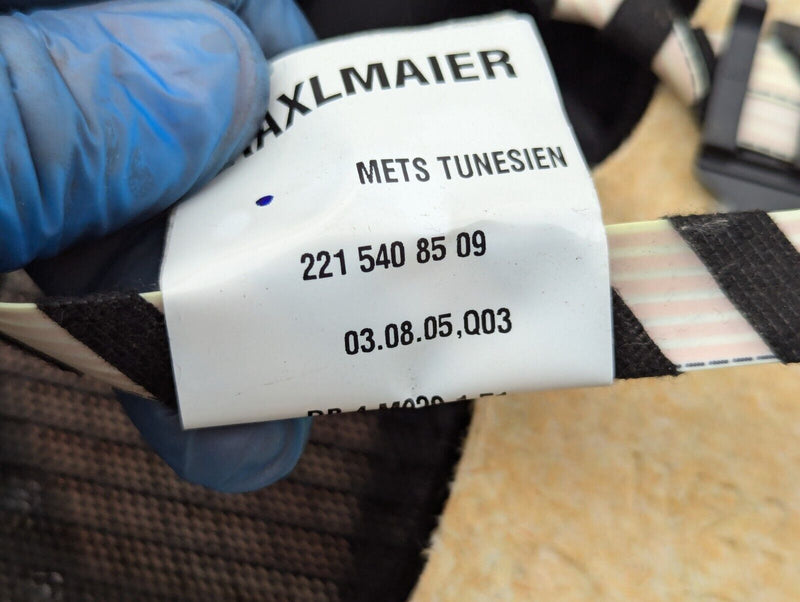 AXLMAIER
METS TUNESIEN
221 540 85 09
03.08.05,Q03